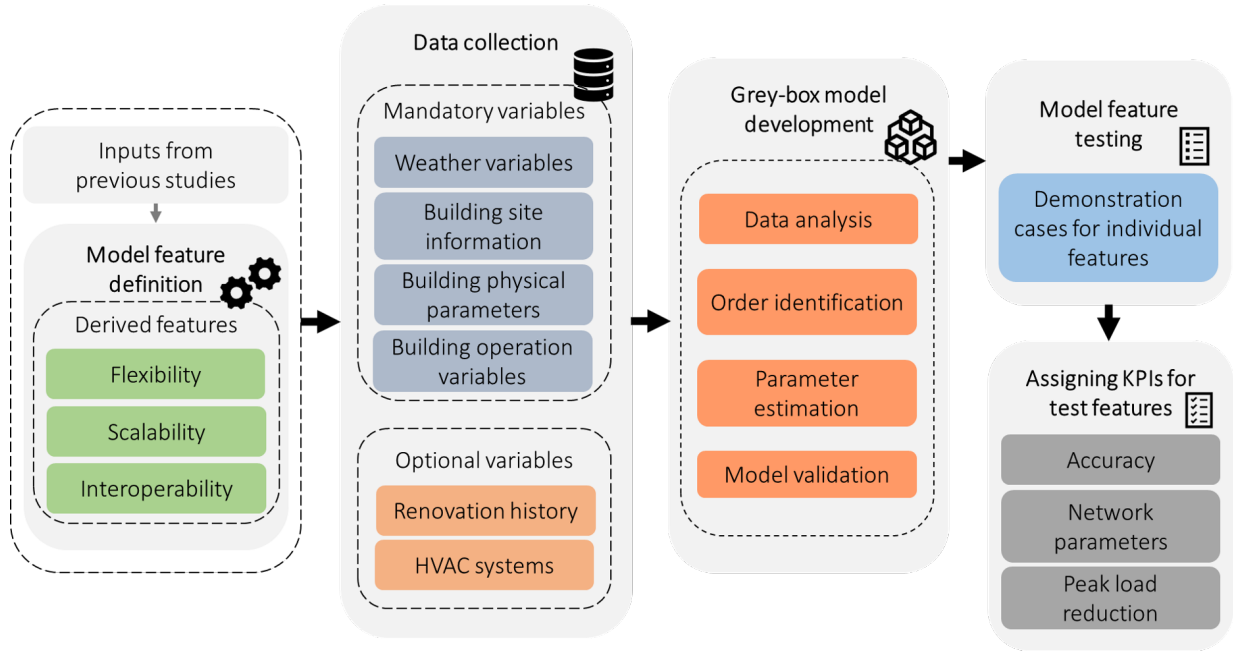 Inputs from
previous studies
Model feature
definition
Derived features
Flexibility
Scalability
Interoperability
Data collection
Mandatory variables
Weather variables
Building site
information
Building physical
parameters
Building operation
variables
Optional variables
Renovation history
HVAC systems
Grey-box model
development
Data analysis
Order identification
Parameter
estimation
Model validation
Model feature
testing
Demonstration
cases for individual
features
Assigning KPIs for
test features
Accuracy
Network
parameters
Peak load
reduction